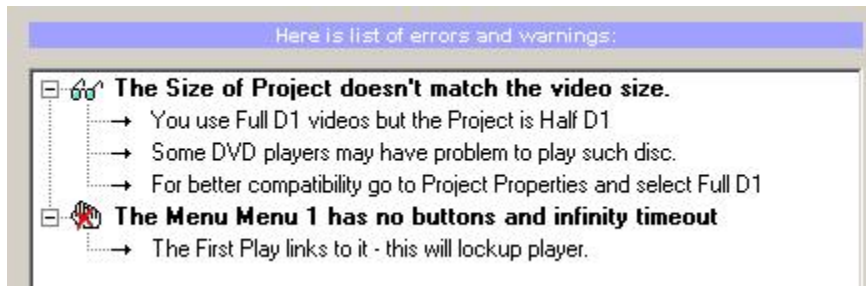 Here is list of errors and warnings:
The Size of Project doesn't match the video size.
You use Full D1 videos but the Project is Half D1
Some DVD players may have problem to play such disc.
For better compatibility go to Project Properties and select Full D1
The Menu Menu 1 has no buttons and infinity timeout
The First Play links to it - this will lockup player.